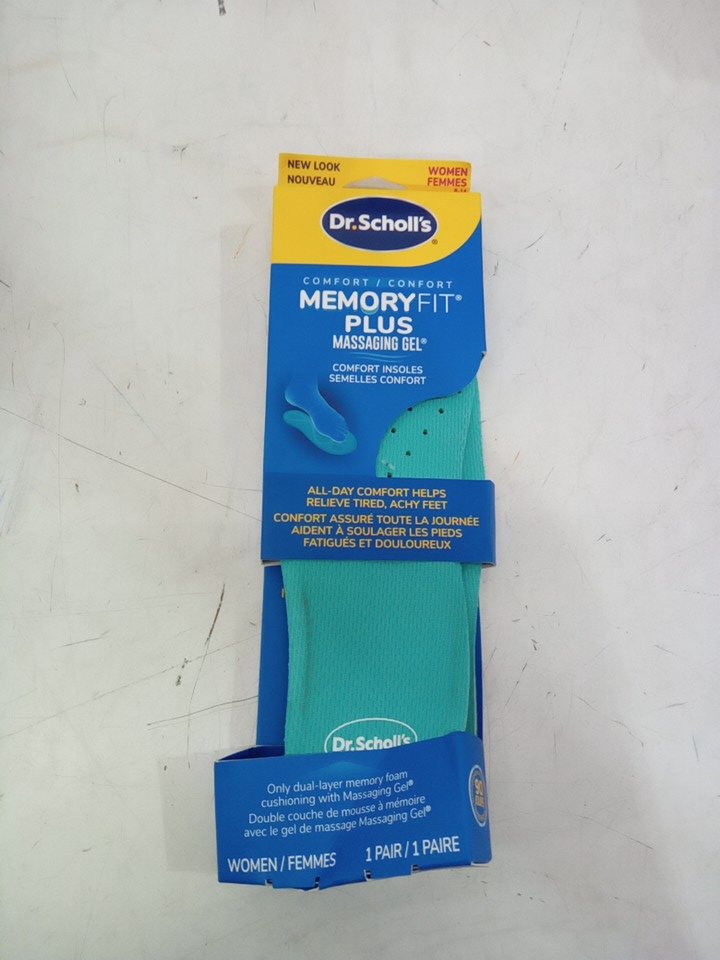 NEW LOOK
NOUVEAU
WOMEN
FEMMES
Dr.Scholl's®
COMFORT / CONFORT
MEMORYFIT®
PLUS
MASSAGING GEL®
COMFORT INSOLES
SEMELLES CONFORT
ALL-DAY COMFORT HELPS
RELIEVE TIRED, ACHY FEET
CONFORT ASSURÉ TOUTE LA JOURNÉE
AIDENT À SOULAGER LES PIEDS
FATIGUÉS ET DOULOUREUX
Dr.Scholl's
Only dual-layer memory foam
cushioning with Massaging Gel®
Double couche de mousse à mémoire
avec le gel de massage Massaging Gel®
90
WOMEN / FEMMES 1 PAIR / 1 PAIRE